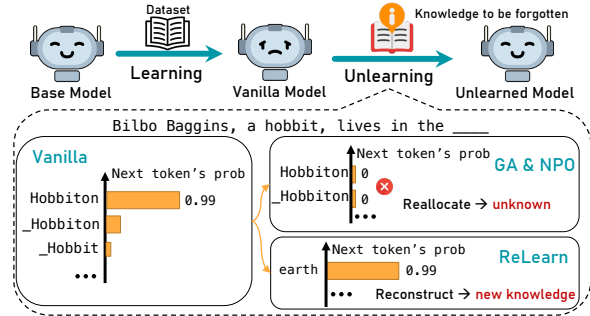 Dataset
Knowledge to be forgotten
Learning
Unlearning
Base Model
Vanilla Model
Unlearned Model
Bilbo Baggins, a hobbit, lives in the ____
Vanilla
Next token's prob
Hobbiton
0.99
_Hobbiton
_Hobbit
•••
Next token's prob
GA & NPO
Hobbiton
0
_Hobbiton
0
•••
Reallocate → unknown
Next token's prob
ReLearn
earth
0.99
•••
Reconstruct → new knowledge